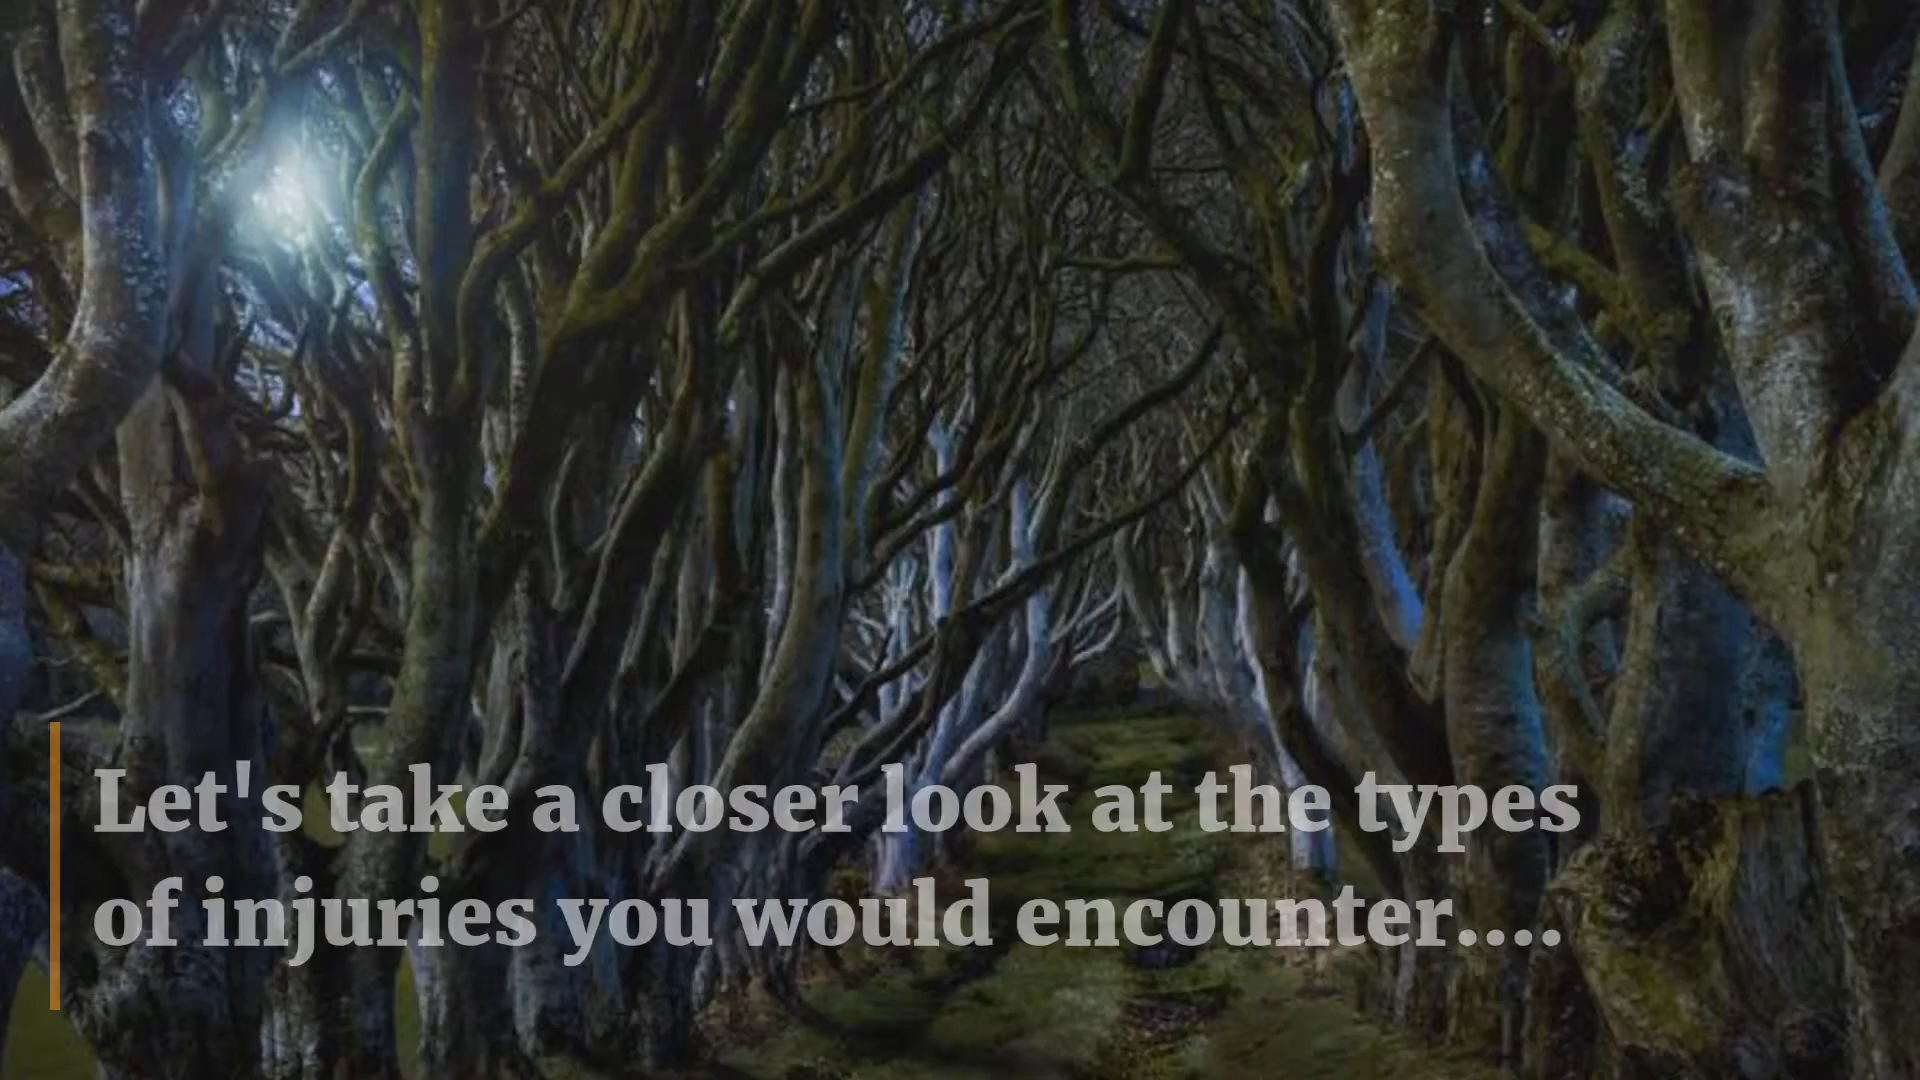 Let's take a closer look at the types
of injuries you would encounter....